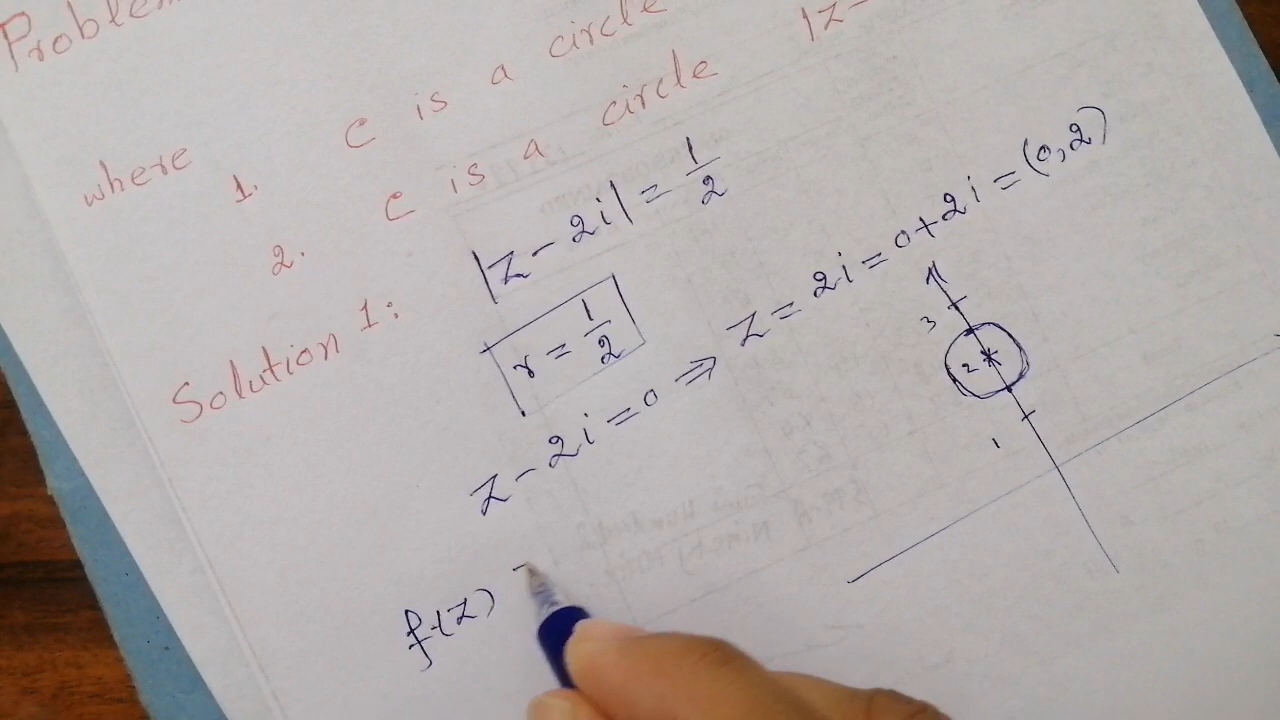 Problem
where 1. C is a circle
2. C is a circle |z-
Solution 1: |z-2i| = 1/2
r = 1/2
z-2i=0 ⇒ z = 2i = 0+2i = (0,2)
3
2
1
f(z) -